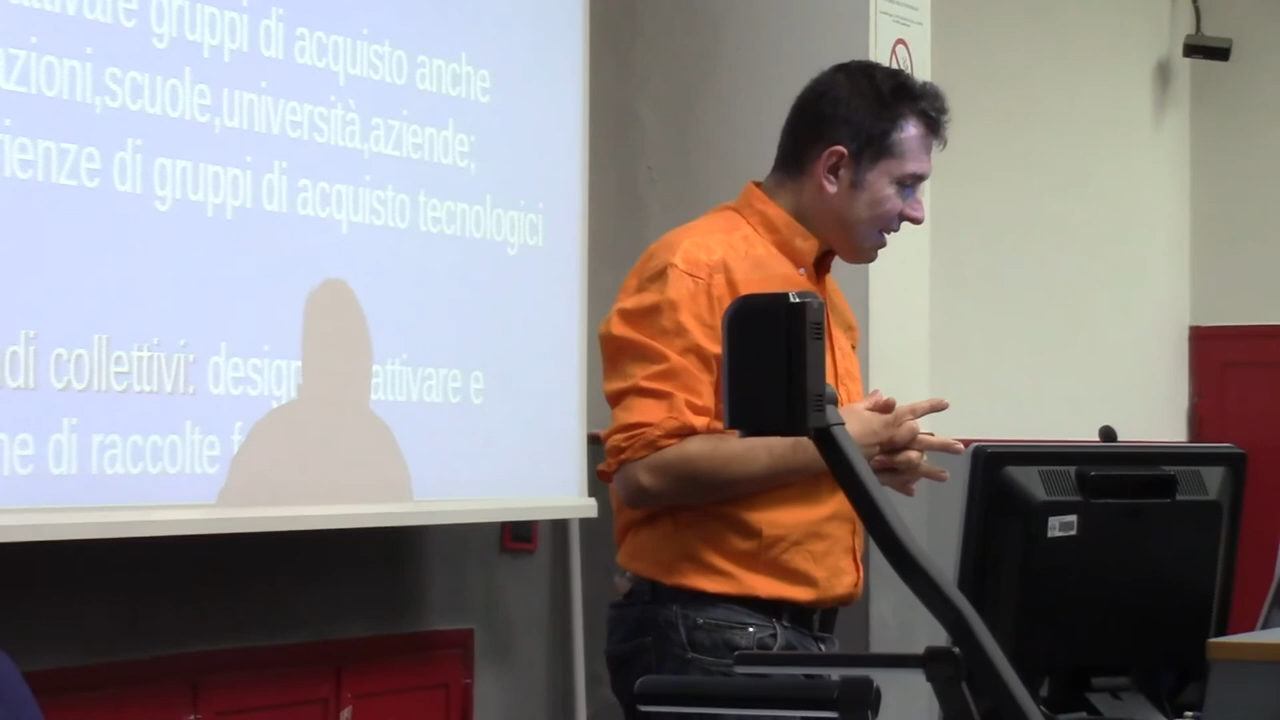 attivare gruppi di acquisto anche
azioni,scuole,università,aziende;
rienze di gruppi di acquisto tecnologici
di collettivi: design attivare e
ne di raccolte